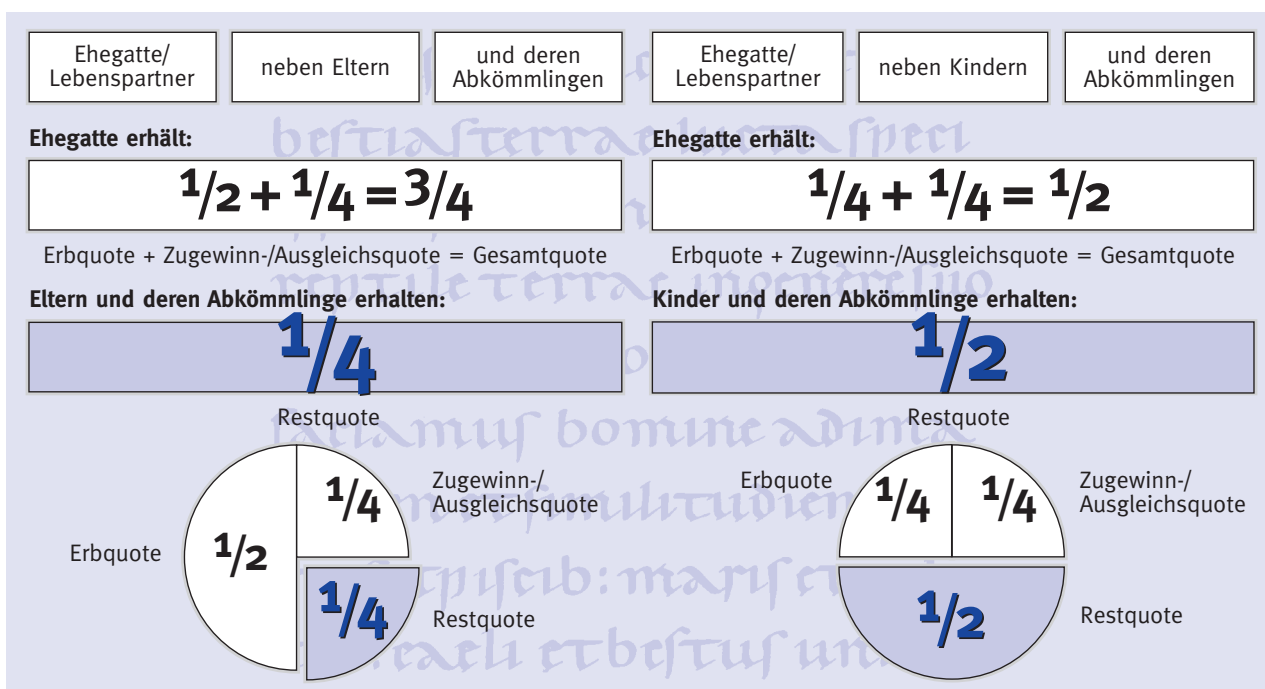 Ehegatte/
Lebenspartner
neben Eltern
und deren
Abkömmlingen
Ehegatte erhält:
1/2 + 1/4 = 3/4
Erbquote + Zugewinn-/Ausgleichsquote = Gesamtquote
Eltern und deren Abkömmlinge erhalten:
1/4
Restquote
Erbquote
1/2
1/4
Zugewinn-/
Ausgleichsquote
1/4
Restquote
Ehegatte/
Lebenspartner
neben Kindern
und deren
Abkömmlingen
Ehegatte erhält:
1/4 + 1/4 = 1/2
Erbquote + Zugewinn-/Ausgleichsquote = Gesamtquote
Kinder und deren Abkömmlinge erhalten:
1/2
Restquote
Erbquote
1/4
1/4
Zugewinn-/
Ausgleichsquote
1/2
Restquote